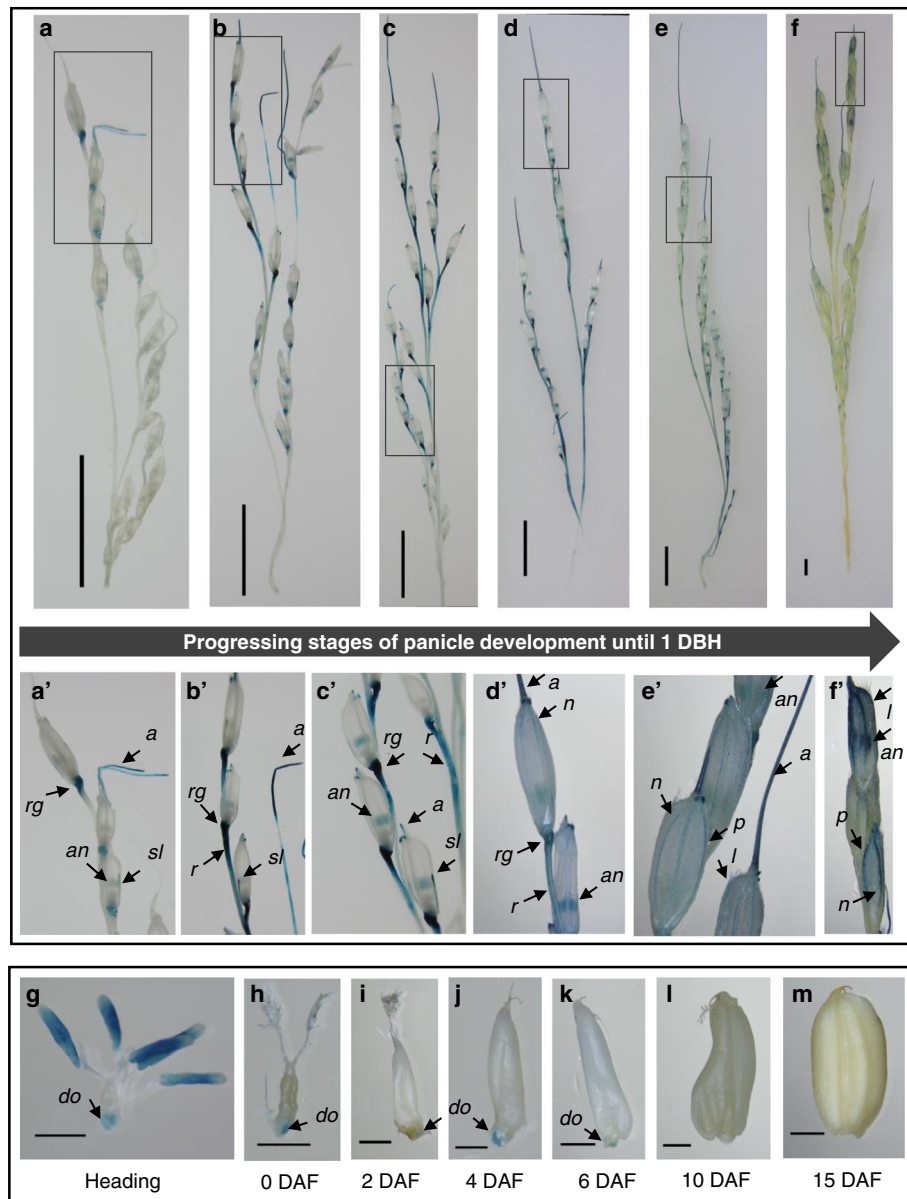 a
b
c
d
e
f
Progressing stages of panicle development until 1 DBH
a'
b'
c'
d'
e'
f'
a
rg
an
sl
a
rg
r
sl
rg
r
an
a
sl
a
n
rg
r
an
an
n
a
p
l
l
an
p
n
g
h
i
j
k
l
m
do
do
do
do
Heading
0 DAF
2 DAF
4 DAF
6 DAF
10 DAF
15 DAF